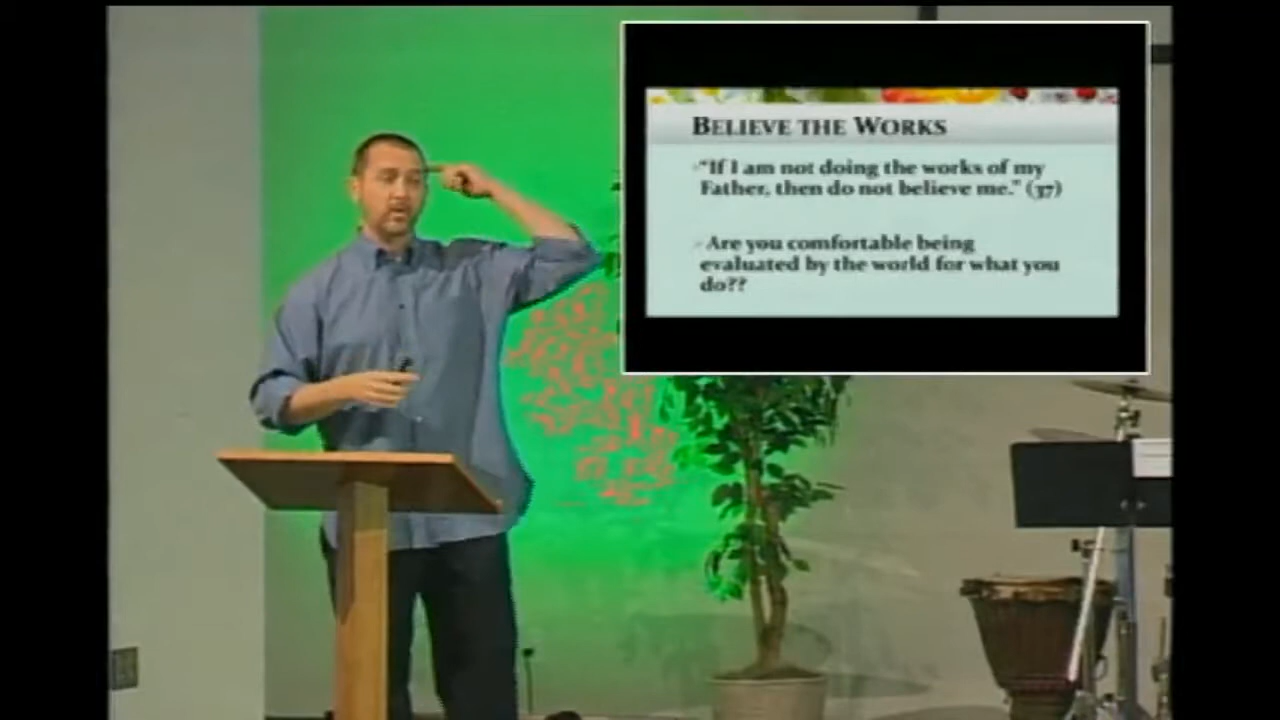 BELIEVE THE WORKS
"If I am not doing the works of my
Father, then do not believe me." (37)
Are you comfortable being
evaluated by the world for what you
do??